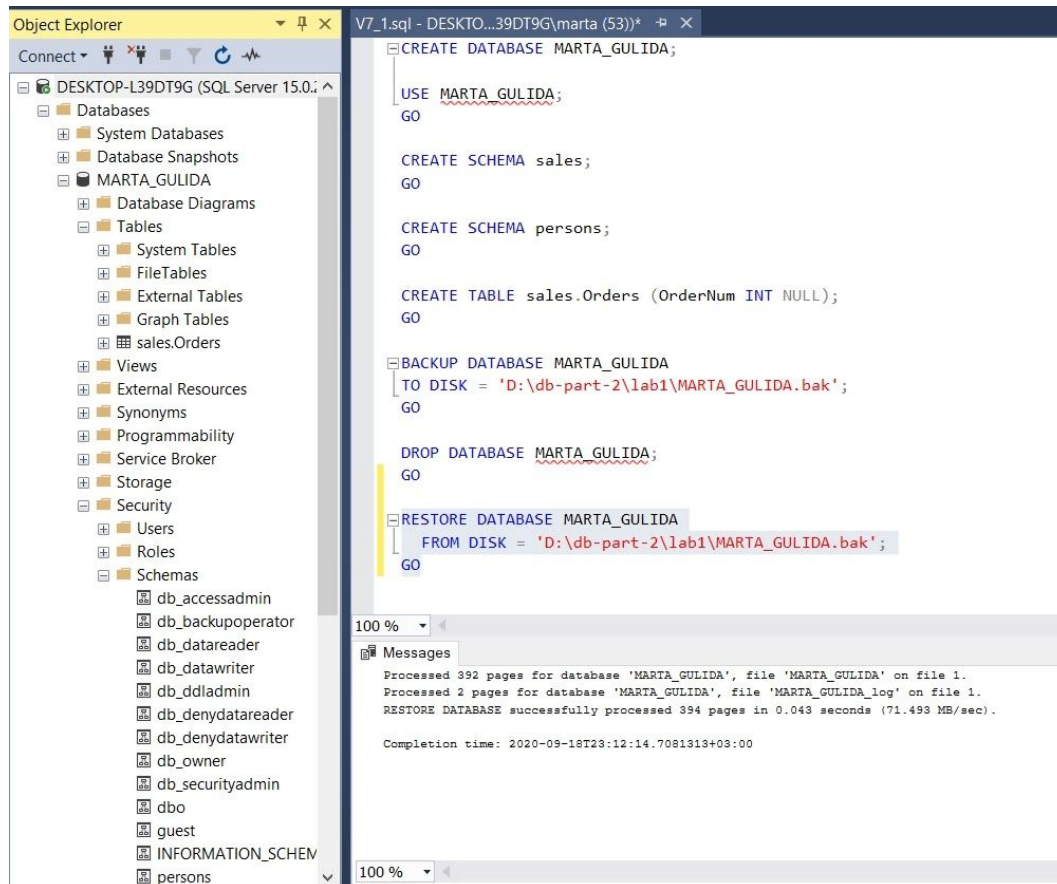 Object Explorer
Connect
DESKTOP-L39DT9G (SQL Server 15.0.2
Databases
System Databases
Database Snapshots
MARTA_GULIDA
Database Diagrams
Tables
System Tables
FileTables
External Tables
Graph Tables
sales.Orders
Views
External Resources
Synonyms
Programmability
Service Broker
Storage
Security
Users
Roles
Schemas
db_accessadmin
db_backupoperator
db_datareader
db_datawriter
db_ddladmin
db_denydatareader
db_denydatawriter
db_owner
db_securityadmin
dbo
guest
INFORMATION_SCHEM
persons
V7_1.sql - DESKTO...39DT9G\marta (53))*
CREATE DATABASE MARTA_GULIDA;
USE MARTA_GULIDA;
GO
CREATE SCHEMA sales;
GO
CREATE SCHEMA persons;
GO
CREATE TABLE sales.Orders (OrderNum INT NULL);
GO
BACKUP DATABASE MARTA_GULIDA
TO DISK = 'D:\db-part-2\lab1\MARTA_GULIDA.bak';
GO
DROP DATABASE MARTA_GULIDA;
GO
RESTORE DATABASE MARTA_GULIDA
FROM DISK = 'D:\db-part-2\lab1\MARTA_GULIDA.bak';
GO
100 %
Messages
Processed 392 pages for database 'MARTA_GULIDA', file 'MARTA_GULIDA' on file 1.
Processed 2 pages for database 'MARTA_GULIDA', file 'MARTA_GULIDA_log' on file 1.
RESTORE DATABASE successfully processed 394 pages in 0.043 seconds (71.493 MB/sec).
Completion time: 2020-09-18T23:12:14.7081313+03:00
100 %